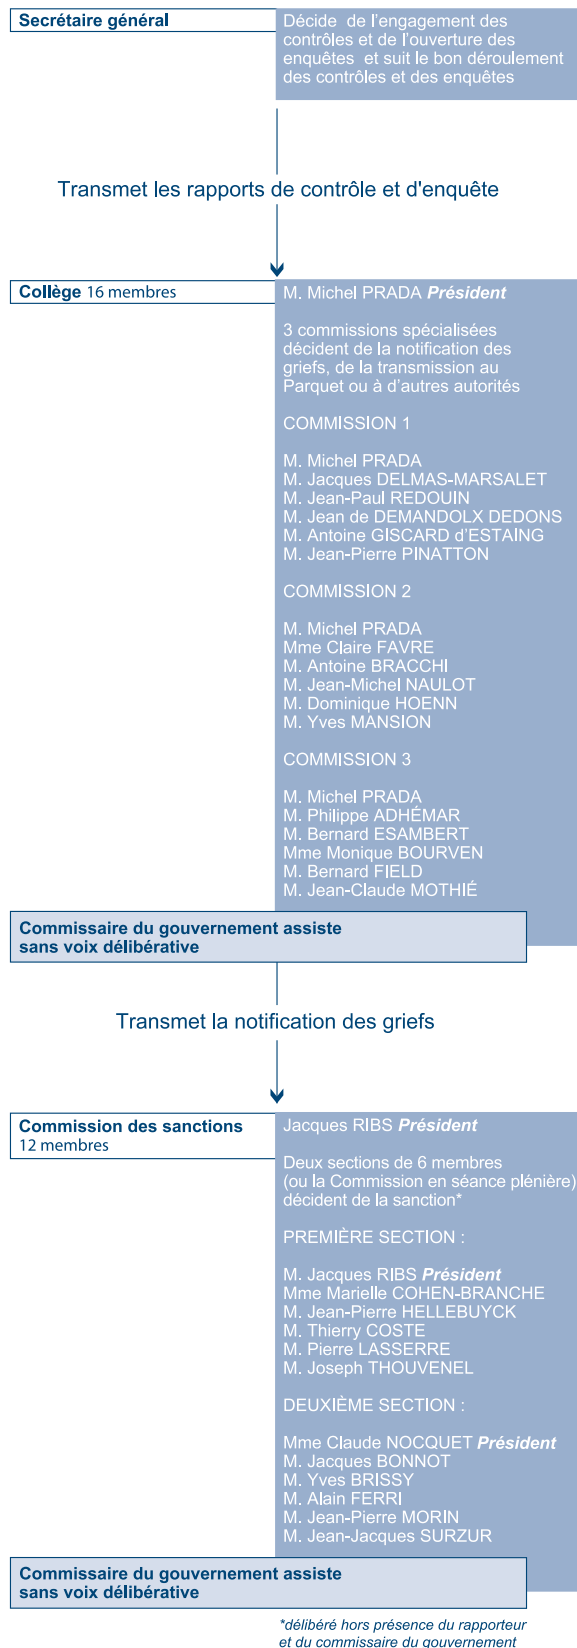 Secrétaire général
Décide de l'engagement des
contrôles et de l'ouverture des
enquêtes et suit le bon déroulement
des contrôles et des enquêtes
Transmet les rapports de contrôle et d'enquête
Collège 16 membres
M. Michel PRADA Président
3 commissions spécialisées
décident de la notification des
griefs, de la transmission au
Parquet ou à d'autres autorités
COMMISSION 1
M. Michel PRADA
M. Jacques DELMAS-MARSALET
M. Jean-Paul REDOUIN
M. Jean de DEMANDOLX DEDONS
M. Antoine GISCARD d'ESTAING
M. Jean-Pierre PINATTON
COMMISSION 2
M. Michel PRADA
Mme Claire FAVRE
M. Antoine BRACCHI
M. Jean-Michel NAULOT
M. Dominique HOENN
M. Yves MANSION
COMMISSION 3
M. Michel PRADA
M. Philippe ADHÉMAR
M. Bernard ESAMBERT
Mme Monique BOURVEN
M. Bernard FIELD
M. Jean-Claude MOTHIÉ
Commissaire du gouvernement assiste
sans voix délibérative
Transmet la notification des griefs
Commission des sanctions
12 membres
Jacques RIBS Président
Deux sections de 6 membres
(ou la Commission en séance plénière)
décident de la sanction*
PREMIÈRE SECTION :
M. Jacques RIBS Président
Mme Marielle COHEN-BRANCHE
M. Jean-Pierre HELLEBUYCK
M. Thierry COSTE
M. Pierre LASSERRE
M. Joseph THOUVENEL
DEUXIÈME SECTION :
Mme Claude NOCQUET Président
M. Jacques BONNOT
M. Yves BRISSY
M. Alain FERRI
M. Jean-Pierre MORIN
M. Jean-Jacques SURZUR
Commissaire du gouvernement assiste
sans voix délibérative
*délibéré hors présence du rapporteur
et du commissaire du gouvernement